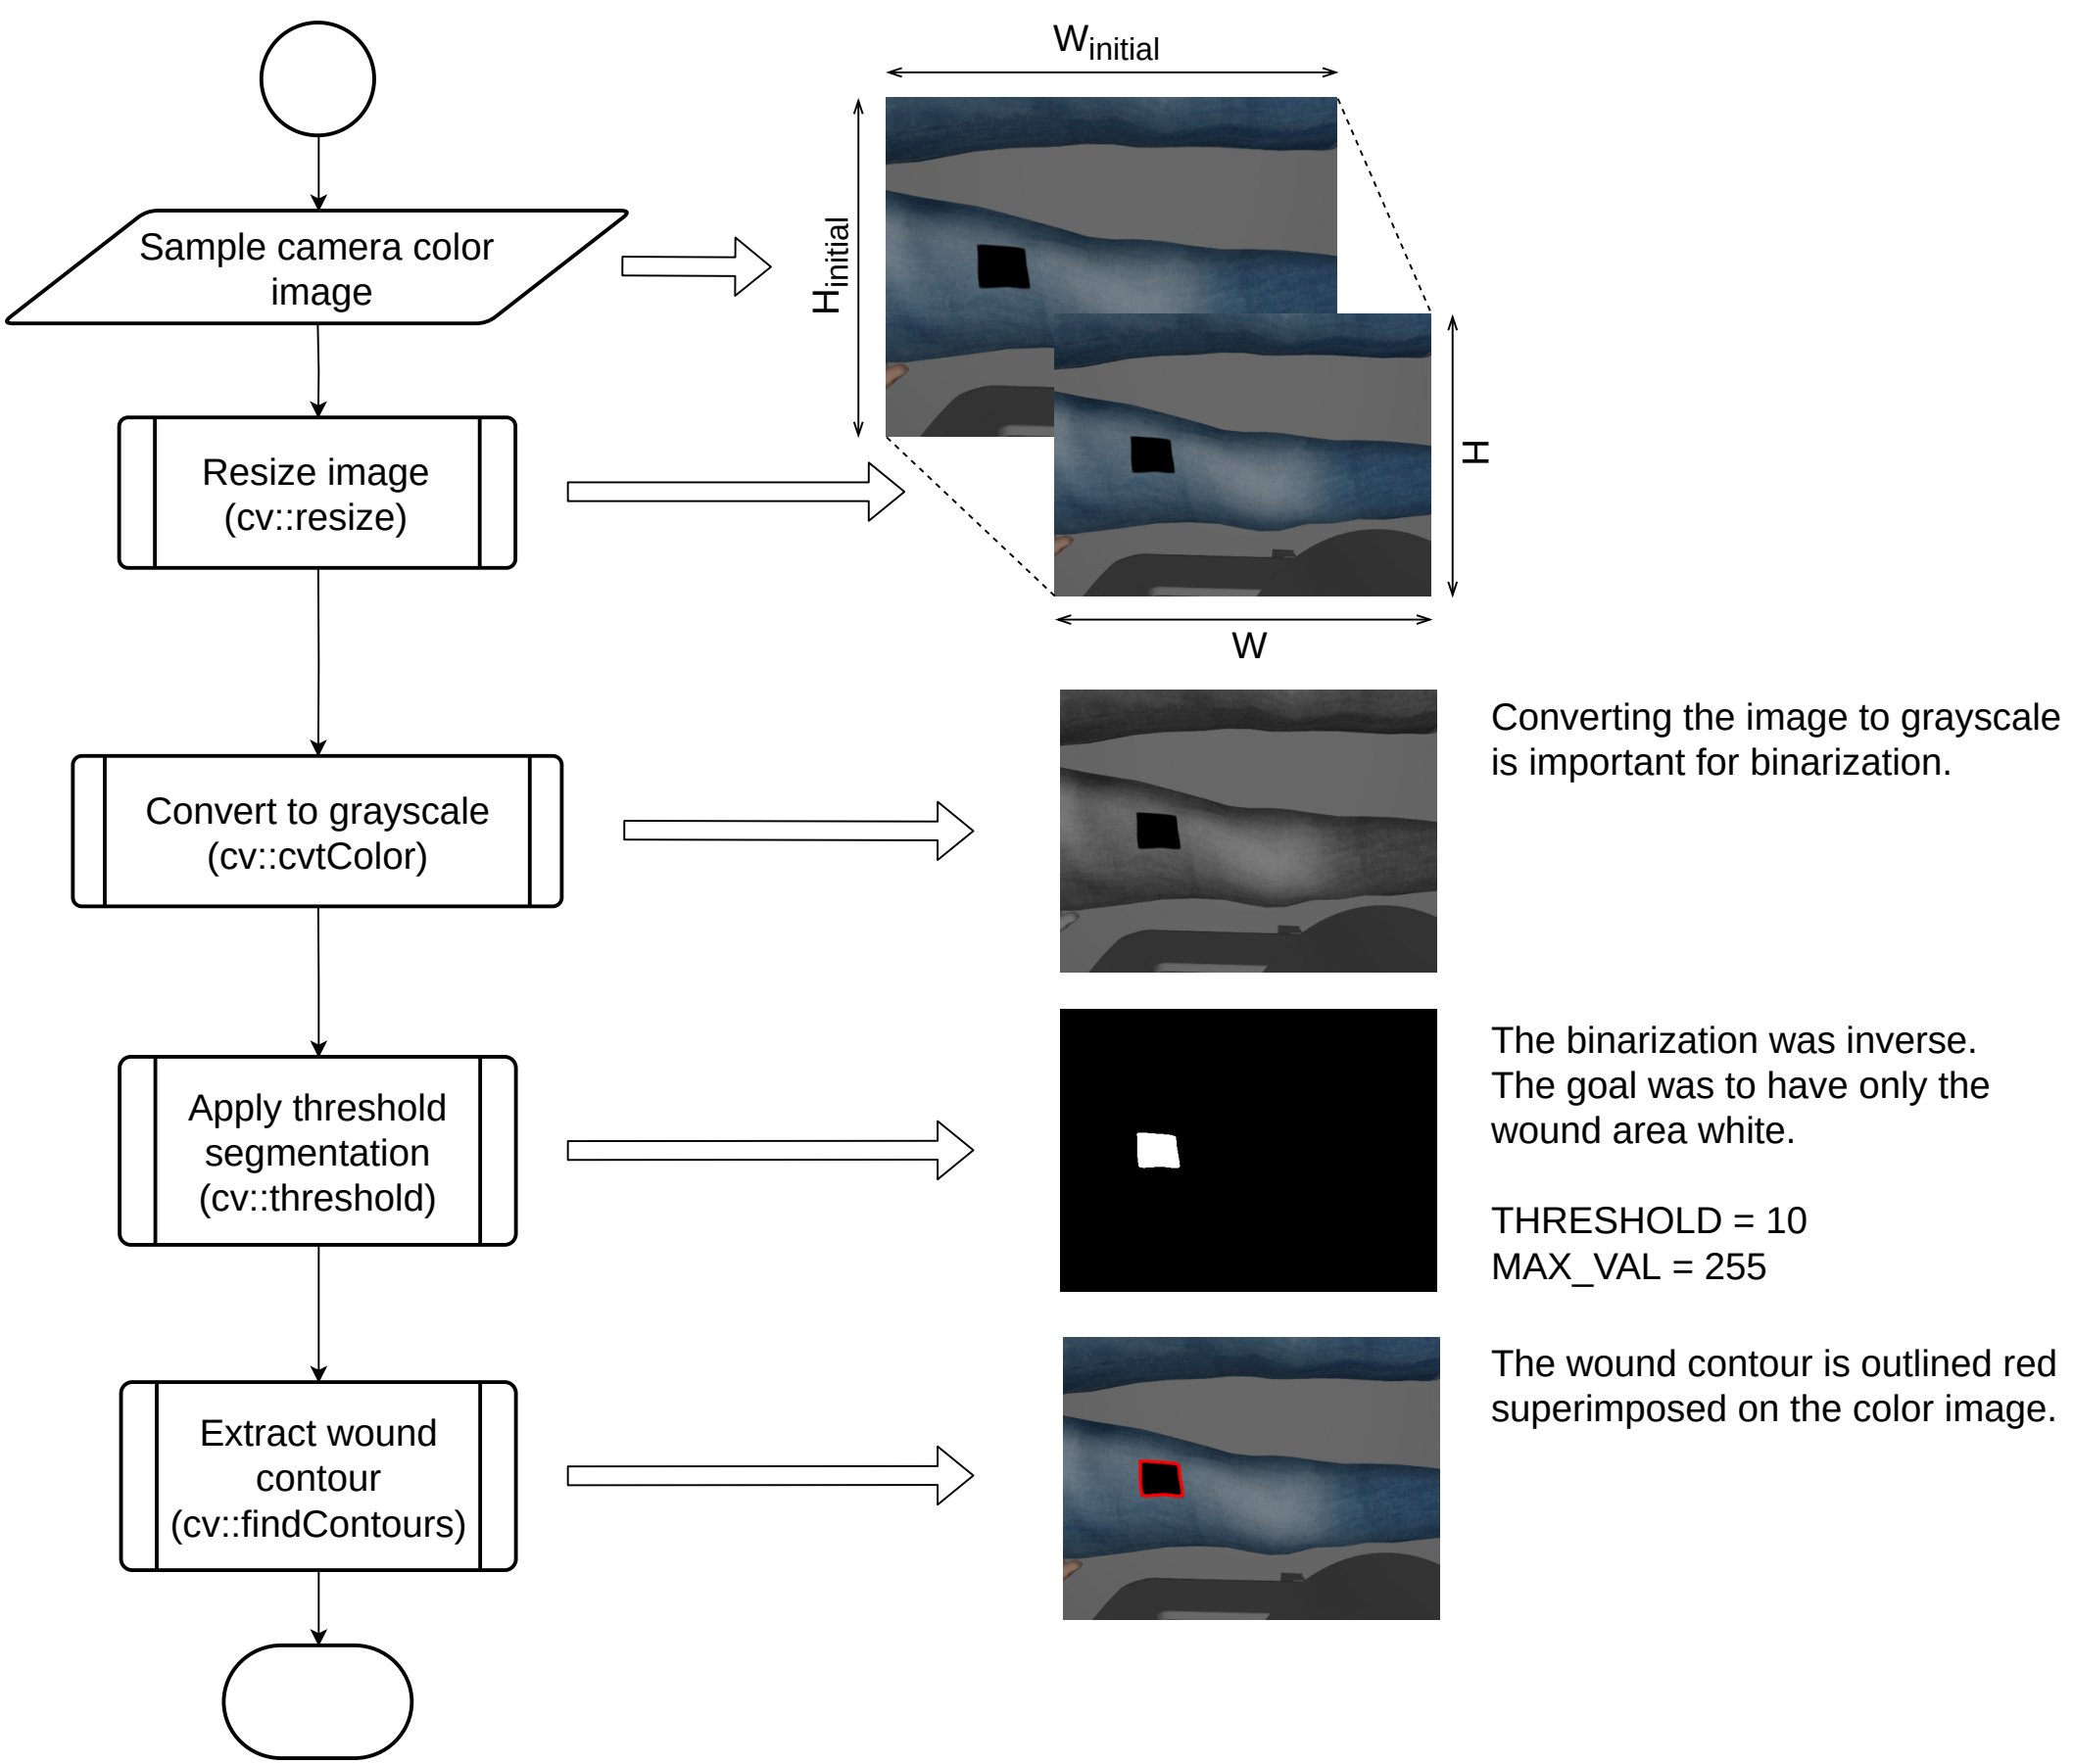 W_initial
Sample camera color
image
H_initial
Resize image
(cv::resize)
H
W
Convert to grayscale
(cv::cvtColor)
Converting the image to grayscale
is important for binarization.
Apply threshold
segmentation
(cv::threshold)
The binarization was inverse.
The goal was to have only the
wound area white.
THRESHOLD = 10
MAX_VAL = 255
Extract wound
contour
(cv::findContours)
The wound contour is outlined red
superimposed on the color image.